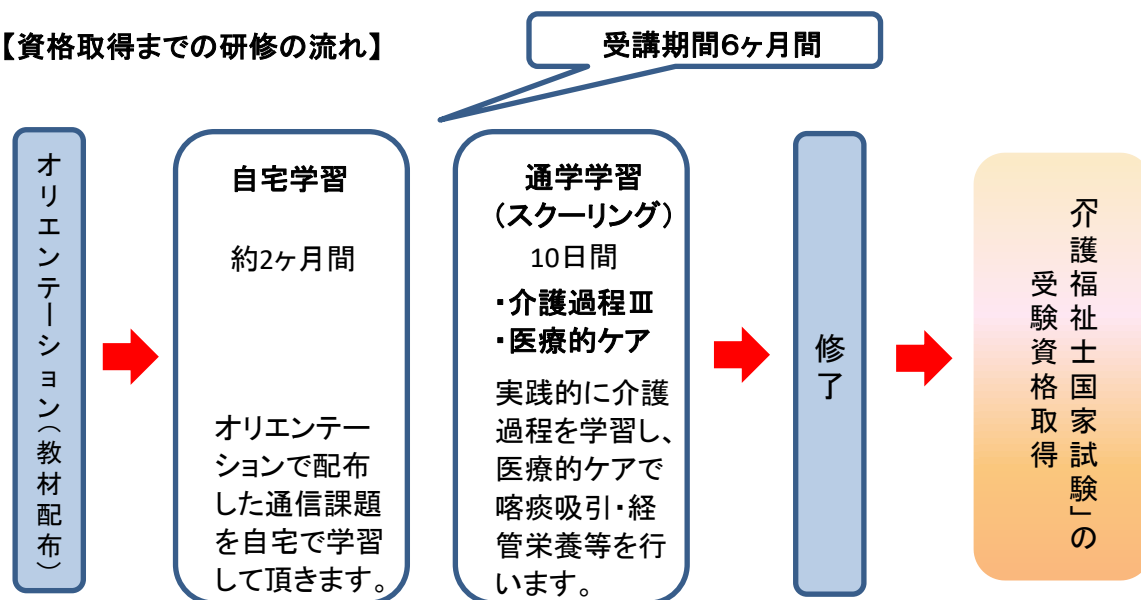 【資格取得までの研修の流れ】
受講期間6ヶ月間
オリエンテーション(教材配布)
自宅学習
約2ヶ月間
オリエンテー
ションで配布
した通信課題
を自宅で学習
して頂きます。
通学学習
(スクーリング)
10日間
・介護過程Ⅲ
・医療的ケア
実践的に介護
過程を学習し、
医療的ケアで
喀痰吸引・経
管栄養等を行
います。
修了
「介護福祉士国家試験」の
受験資格取得